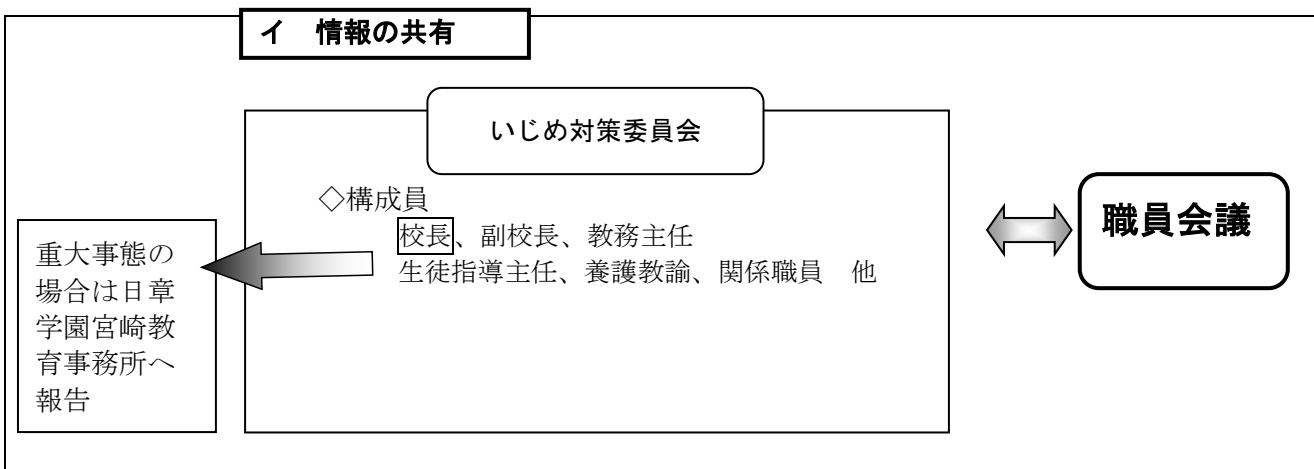 イ　情報の共有
いじめ対策委員会
◇構成員
校長、副校長、教務主任
生徒指導主任、養護教諭、関係職員　他
重大事態の
場合は日章
学園宮崎教
育事務所へ
報告
職員会議